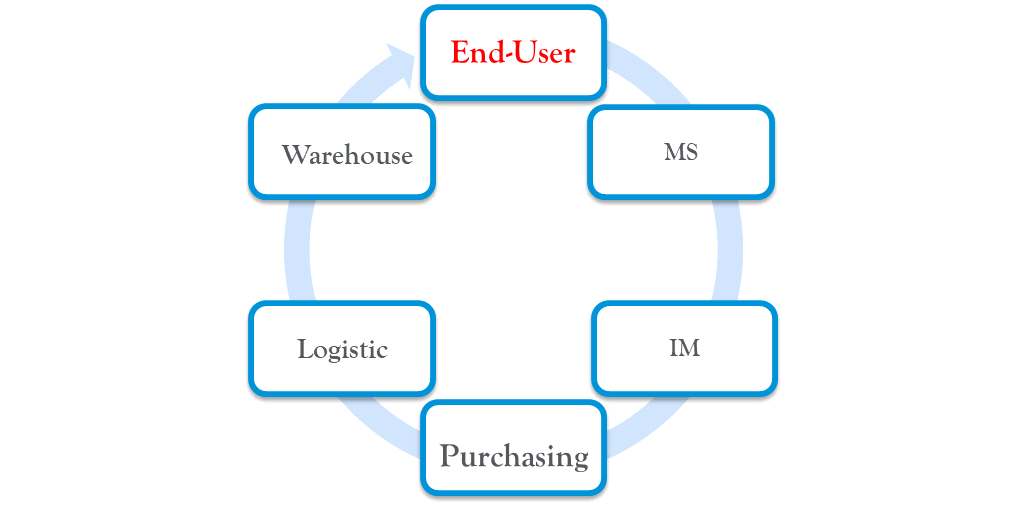 End-User
Warehouse
MS
Logistic
IM
Purchasing